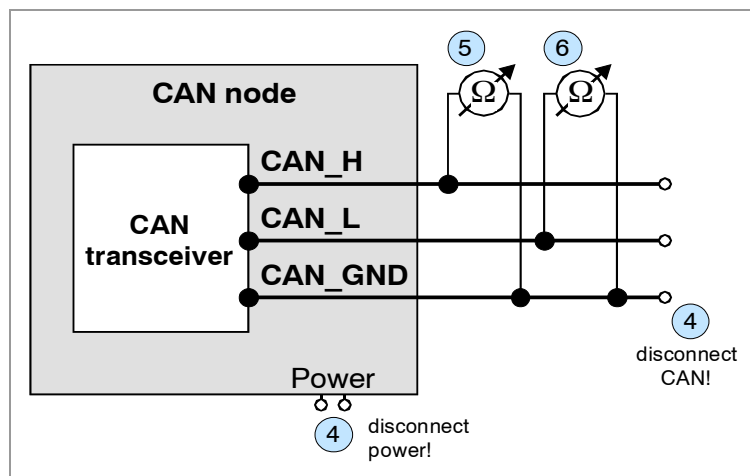 5
6
Ω
Ω
CAN node
CAN_H
CAN
transceiver
CAN_L
CAN_GND
4
disconnect
CAN!
Power
4
disconnect
power!